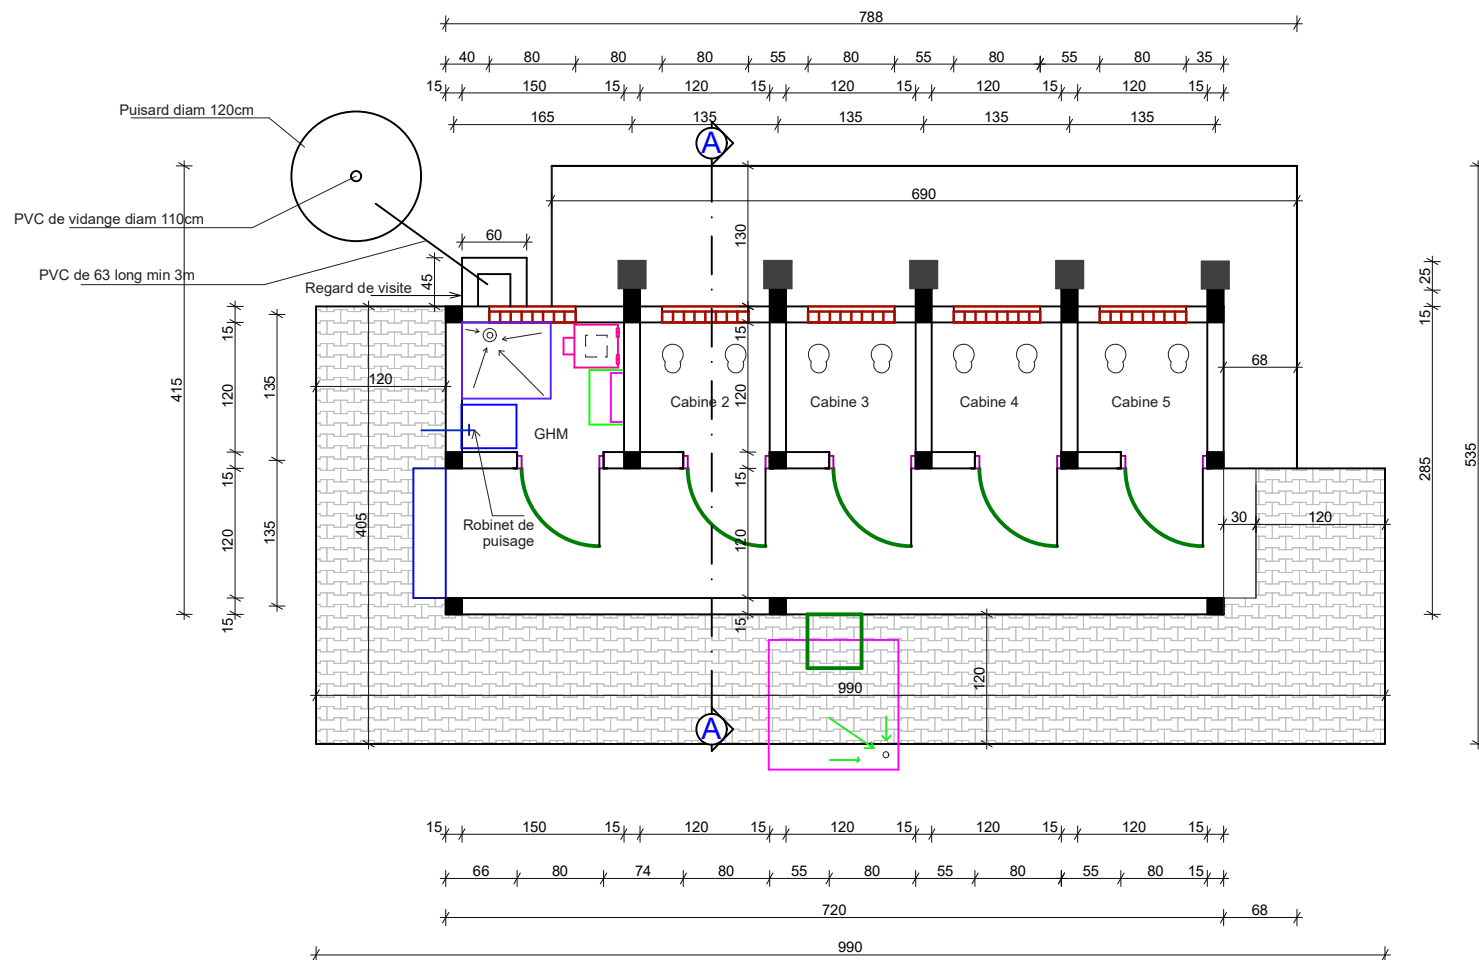 788
40 80 80 80 55 80 55 80 55 80 35
15 150 15 120 15 120 15 120 15 120 15
165 135 135 135 135
Puisard diam 120cm
A
690
PVC de vidange diam 110cm
60
130
PVC de 63 long min 3m
45
Regard de visite
25
15
15
15
120
68
415
120
135
120
Cabine 2
Cabine 3
Cabine 4
Cabine 5
GHM
535
285
15
15
Robinet de
puisage
405
120
135
120
30
120
15
15
120
990
A
15 150 15 120 15 120 15 120 15 120 15
66 80 74 80 55 80 55 80 55 80 15
720 68
990